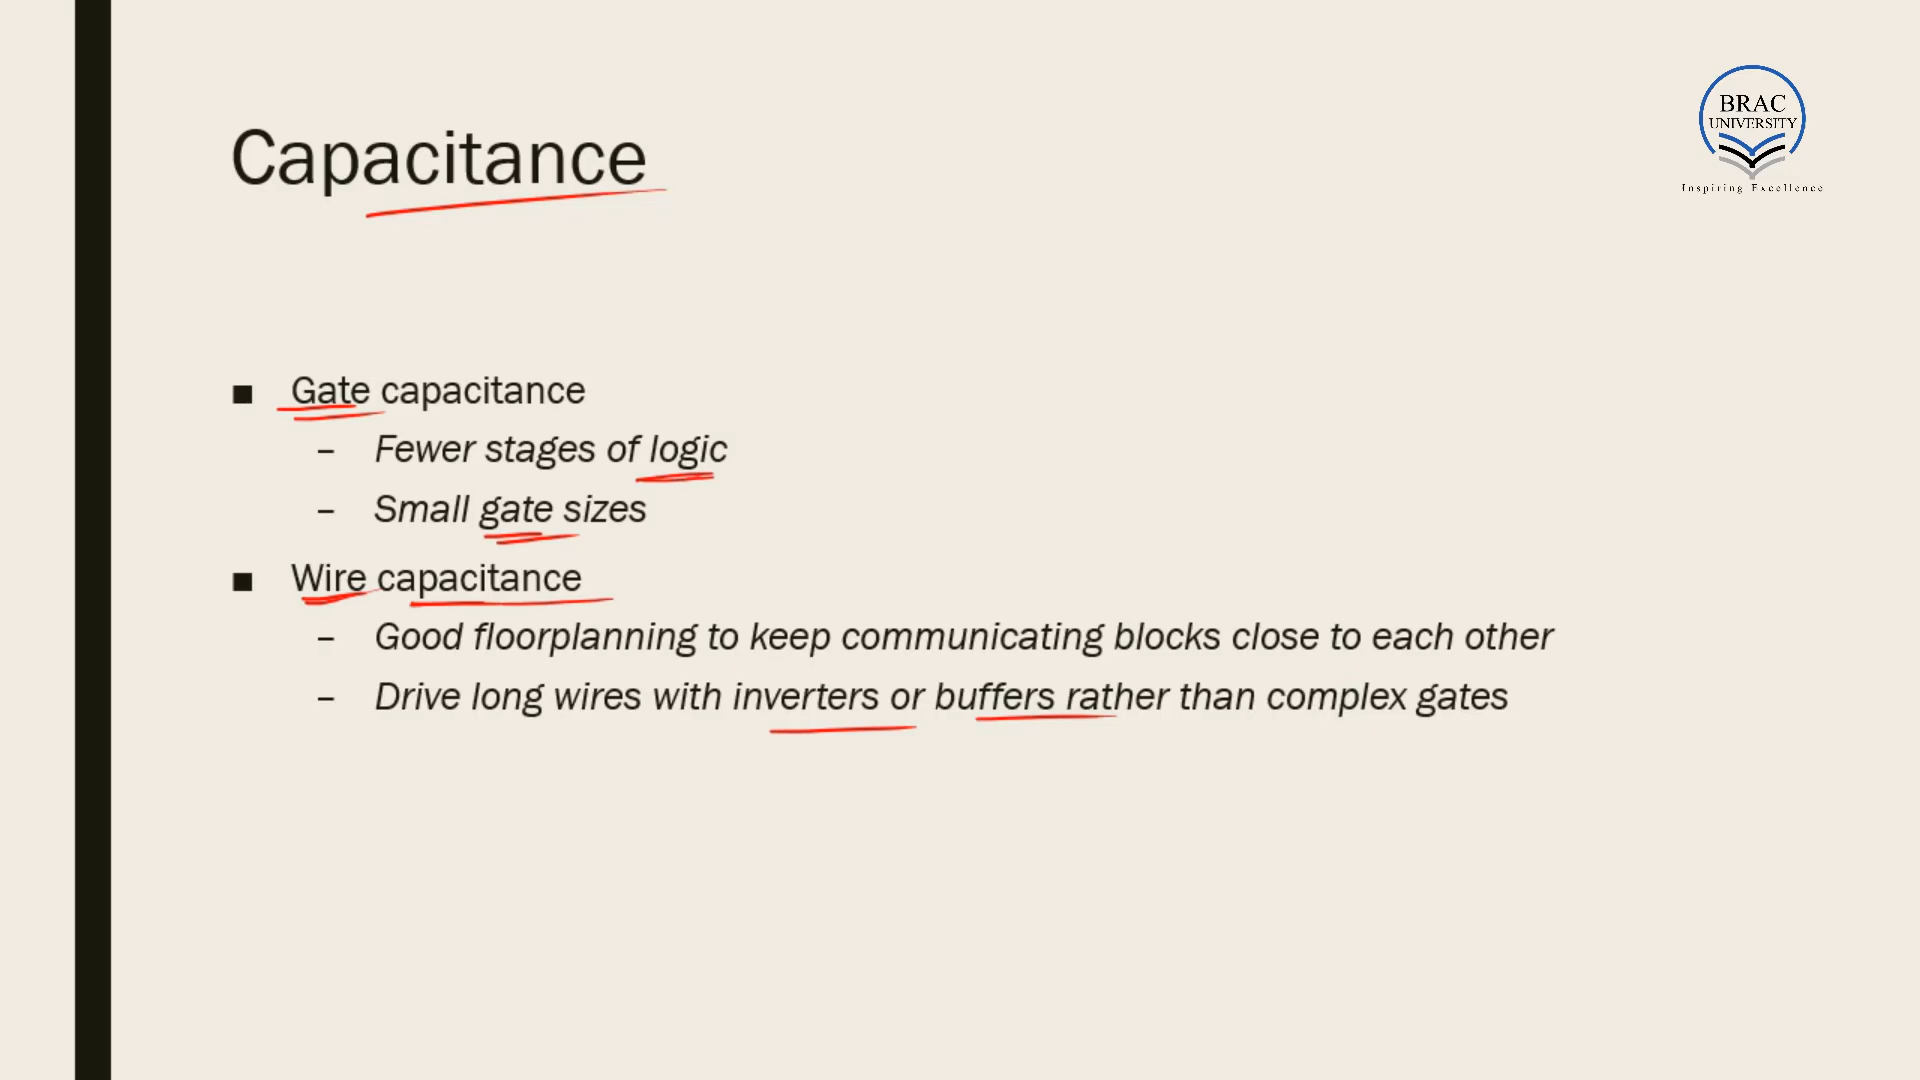 BRAC
UNIVERSITY
Inspiring Excellence
Capacitance
■ Gate capacitance
– Fewer stages of logic
– Small gate sizes
■ Wire capacitance
– Good floorplanning to keep communicating blocks close to each other
– Drive long wires with inverters or buffers rather than complex gates